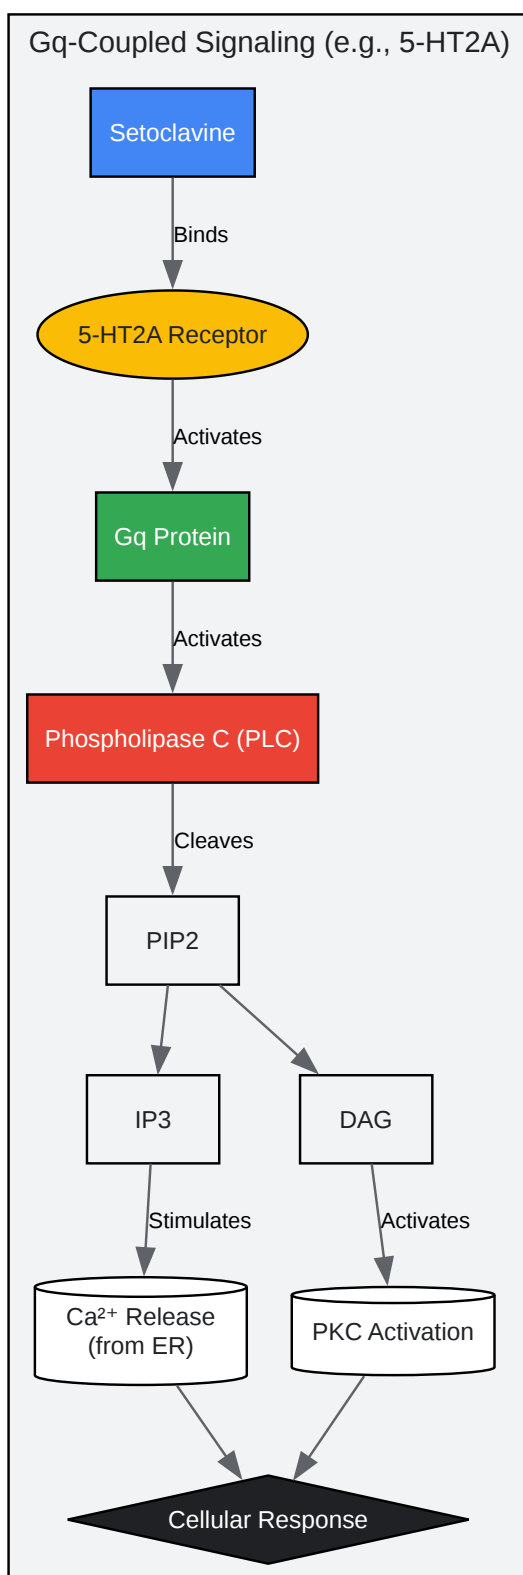 Gq-Coupled Signaling (e.g., 5-HT2A)
Setoclavine
Binds
5-HT2A Receptor
Activates
Gq Protein
Activates
Phospholipase C (PLC)
Cleaves
PIP2
IP3
DAG
Stimulates
Activates
Ca²⁺ Release
(from ER)
PKC Activation
Cellular Response